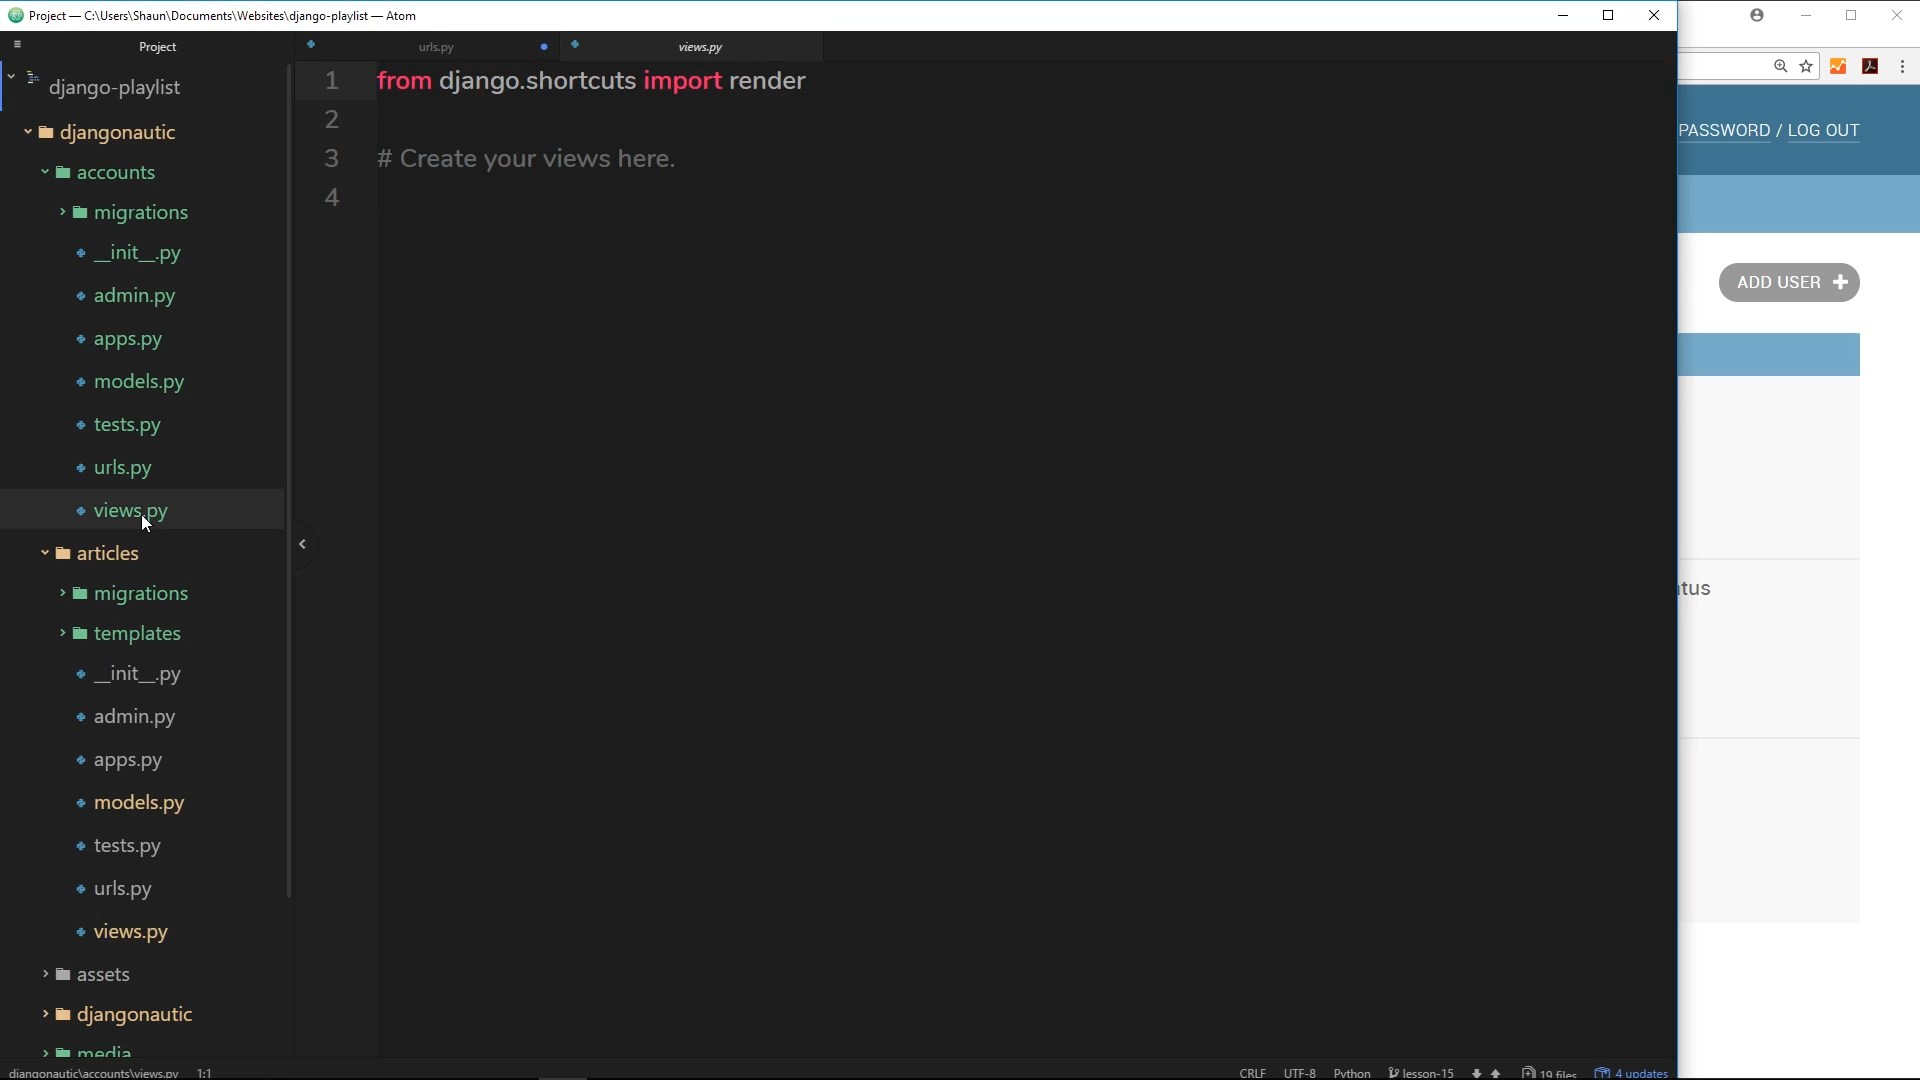 Project — C:\Users\Shaun\Documents\Websites\django-playlist — Atom
Project
urls.py
views.py
django-playlist
djangonautic
accounts
migrations
__init__.py
admin.py
apps.py
models.py
tests.py
urls.py
views.py
articles
migrations
templates
__init__.py
admin.py
apps.py
models.py
tests.py
urls.py
views.py
assets
djangonautic
media
1 from django.shortcuts import render
2
3 # Create your views here.
4
PASSWORD / LOG OUT
ADD USER
tus
djangonautic\accounts\views.py 1:1
CRLF UTF-8 Python lesson-15 19 files 4 updates